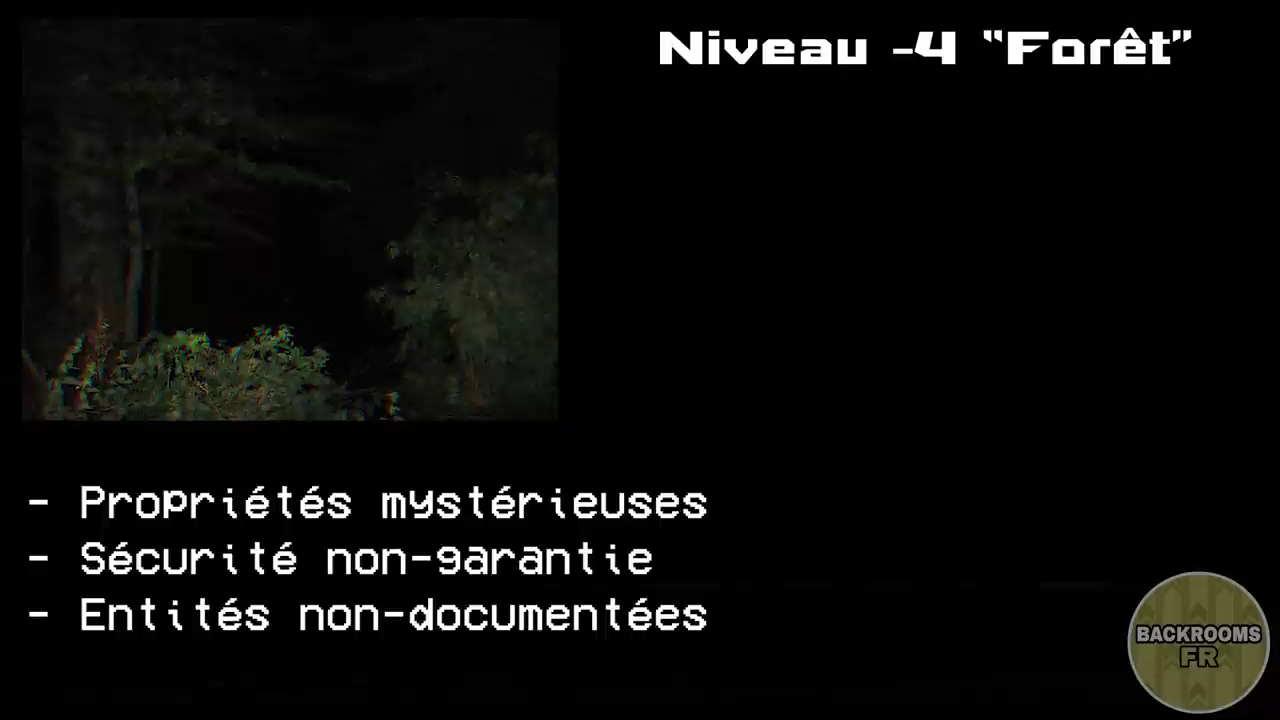 Niveau -4 “Forêt”
- Propriétés mystérieuses
- Sécurité non-garantie
- Entités non-documentées
BACKROOMS
FR